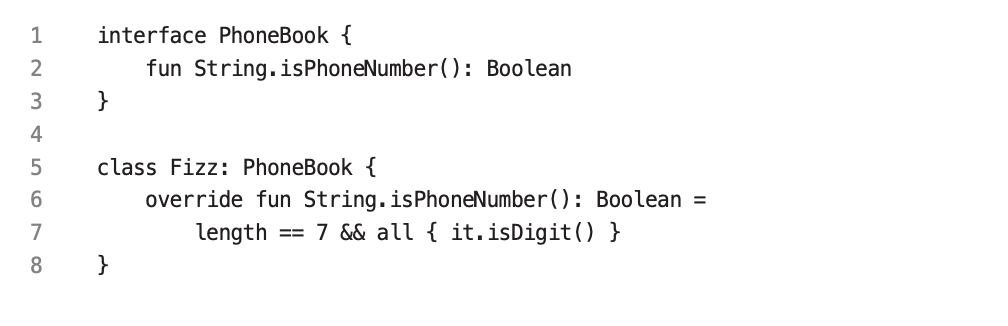 1 interface PhoneBook {
2 fun String.isPhoneNumber(): Boolean
3 }
4
5 class Fizz: PhoneBook {
6 override fun String.isPhoneNumber(): Boolean =
7 length == 7 && all { it.isDigit() }
8 }